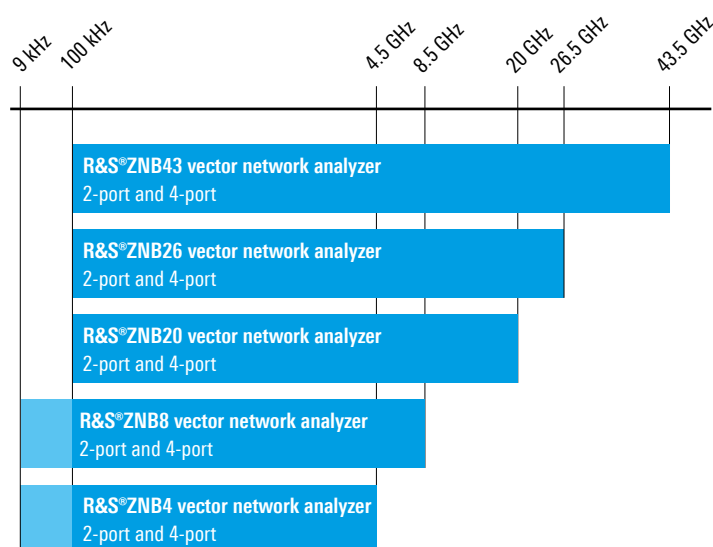 9 kHz
100 kHz
4.5 GHz
8.5 GHz
20 GHz
26.5 GHz
43.5 GHz
R&S®ZNB43 vector network analyzer
2-port and 4-port
R&S®ZNB26 vector network analyzer
2-port and 4-port
R&S®ZNB20 vector network analyzer
2-port and 4-port
R&S®ZNB8 vector network analyzer
2-port and 4-port
R&S®ZNB4 vector network analyzer
2-port and 4-port